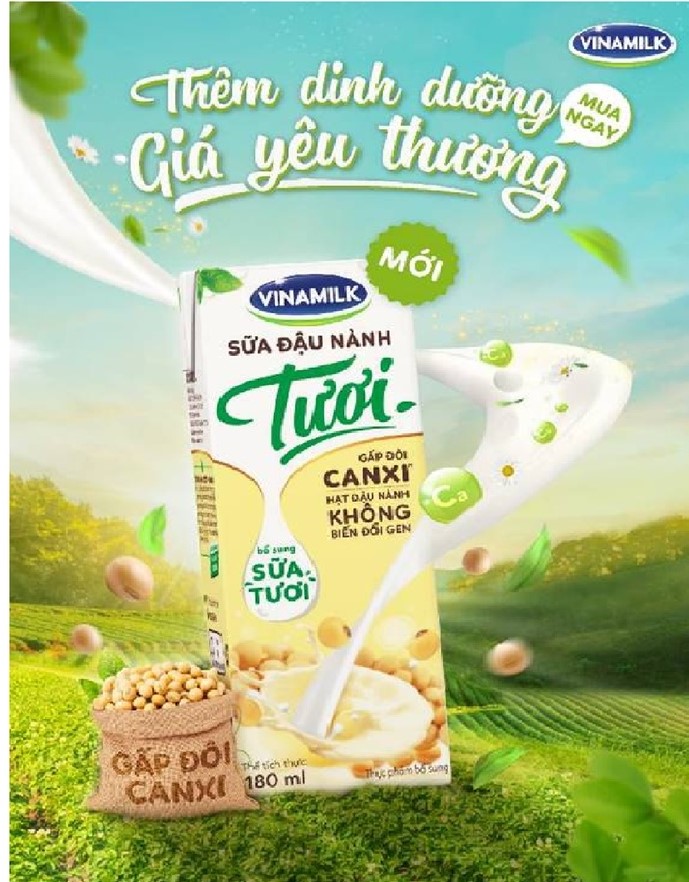 VINAMILK
Thêm dinh dưỡng
Giá yêu thương
MUA
NGAY
MỚI
VINAMILK
SỮA ĐẬU NÀNH
Tươi
GẤP ĐÔI
CANXI*
HẠT ĐẬU NÀNH
KHÔNG
BIẾN ĐỔI GEN
Ca
bổ sung
SỮA
TƯƠI
GẤP ĐÔI
CANXI
Thể tích thực
180 ml
Thực phẩm bổ sung